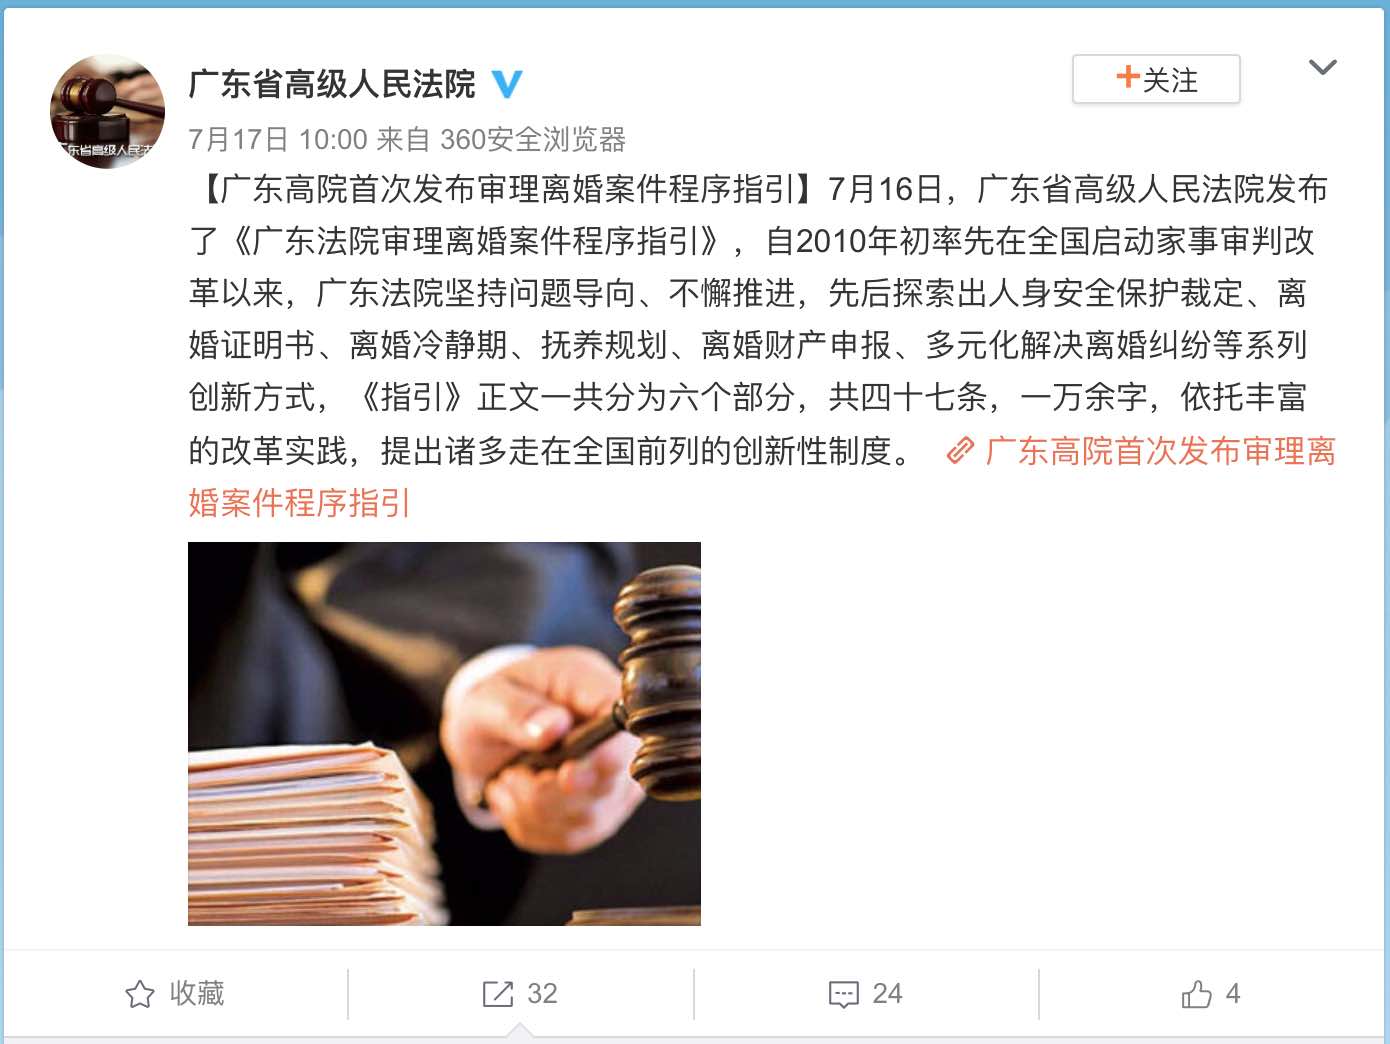 广东省高级人民法院
7月17日 10:00 来自 360安全浏览器
+关注
东省高级人民法
【广东高院首次发布审理离婚案件程序指引】7月16日，广东省高级人民法院发布
了《广东法院审理离婚案件程序指引》，自2010年初率先在全国启动家事审判改
革以来，广东法院坚持问题导向、不懈推进，先后探索出人身安全保护裁定、离
婚证明书、离婚冷静期、抚养规划、离婚财产申报、多元化解决离婚纠纷等系列
创新方式，《指引》正文一共分为六个部分，共四十七条，一万余字，依托丰富
的改革实践，提出诸多走在全国前列的创新性制度。 广东高院首次发布审理离
婚案件程序指引
收藏
32
24
4